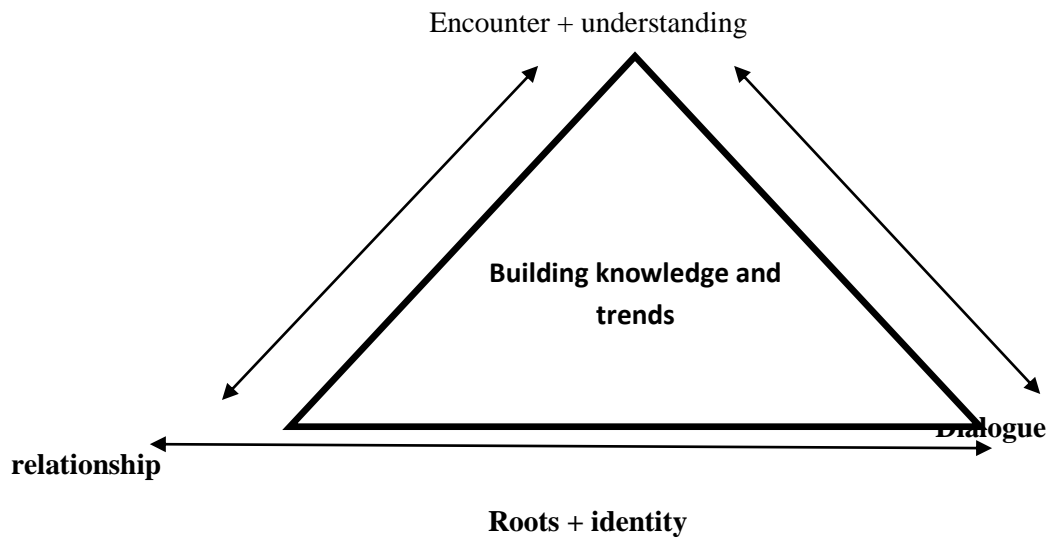 Encounter + understanding
Building knowledge and
trends
Dialogue
relationship
Roots + identity